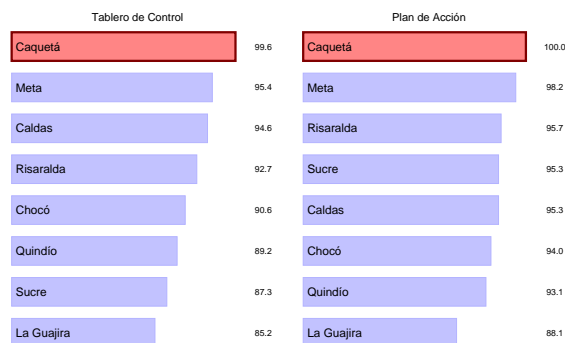 Tablero de Control
Caquetá 99.6
Meta 95.4
Caldas 94.6
Risaralda 92.7
Chocó 90.6
Quindío 89.2
Sucre 87.3
La Guajira 85.2
Plan de Acción
Caquetá 100.0
Meta 98.2
Risaralda 95.7
Sucre 95.3
Caldas 95.3
Chocó 94.0
Quindío 93.1
La Guajira 88.1